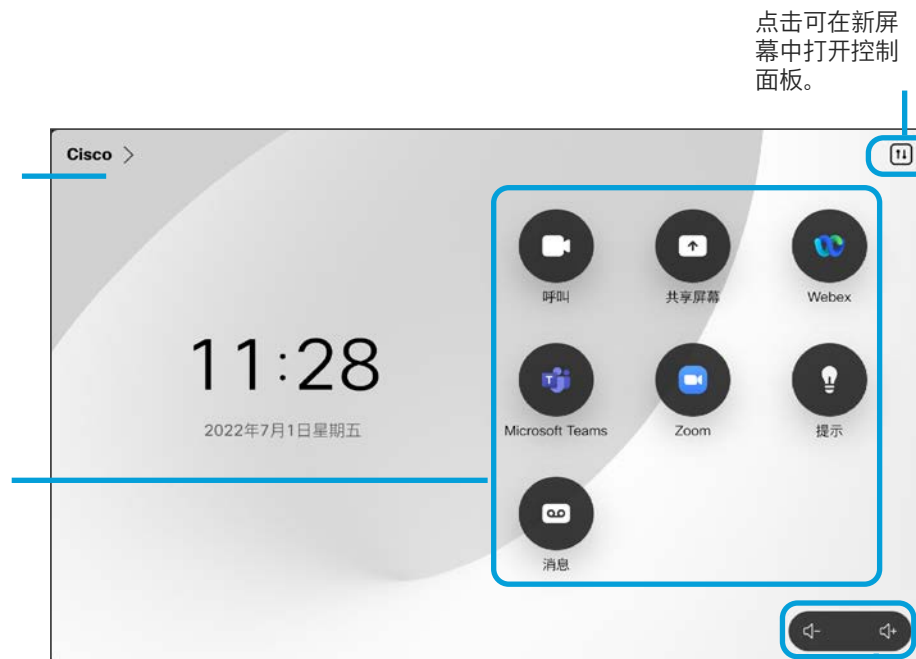 点击可在新屏
幕中打开控制
面板。
Cisco
呼叫
共享屏幕
Webex
11:28
2022年7月1日星期五
Microsoft Teams
Zoom
提示
消息